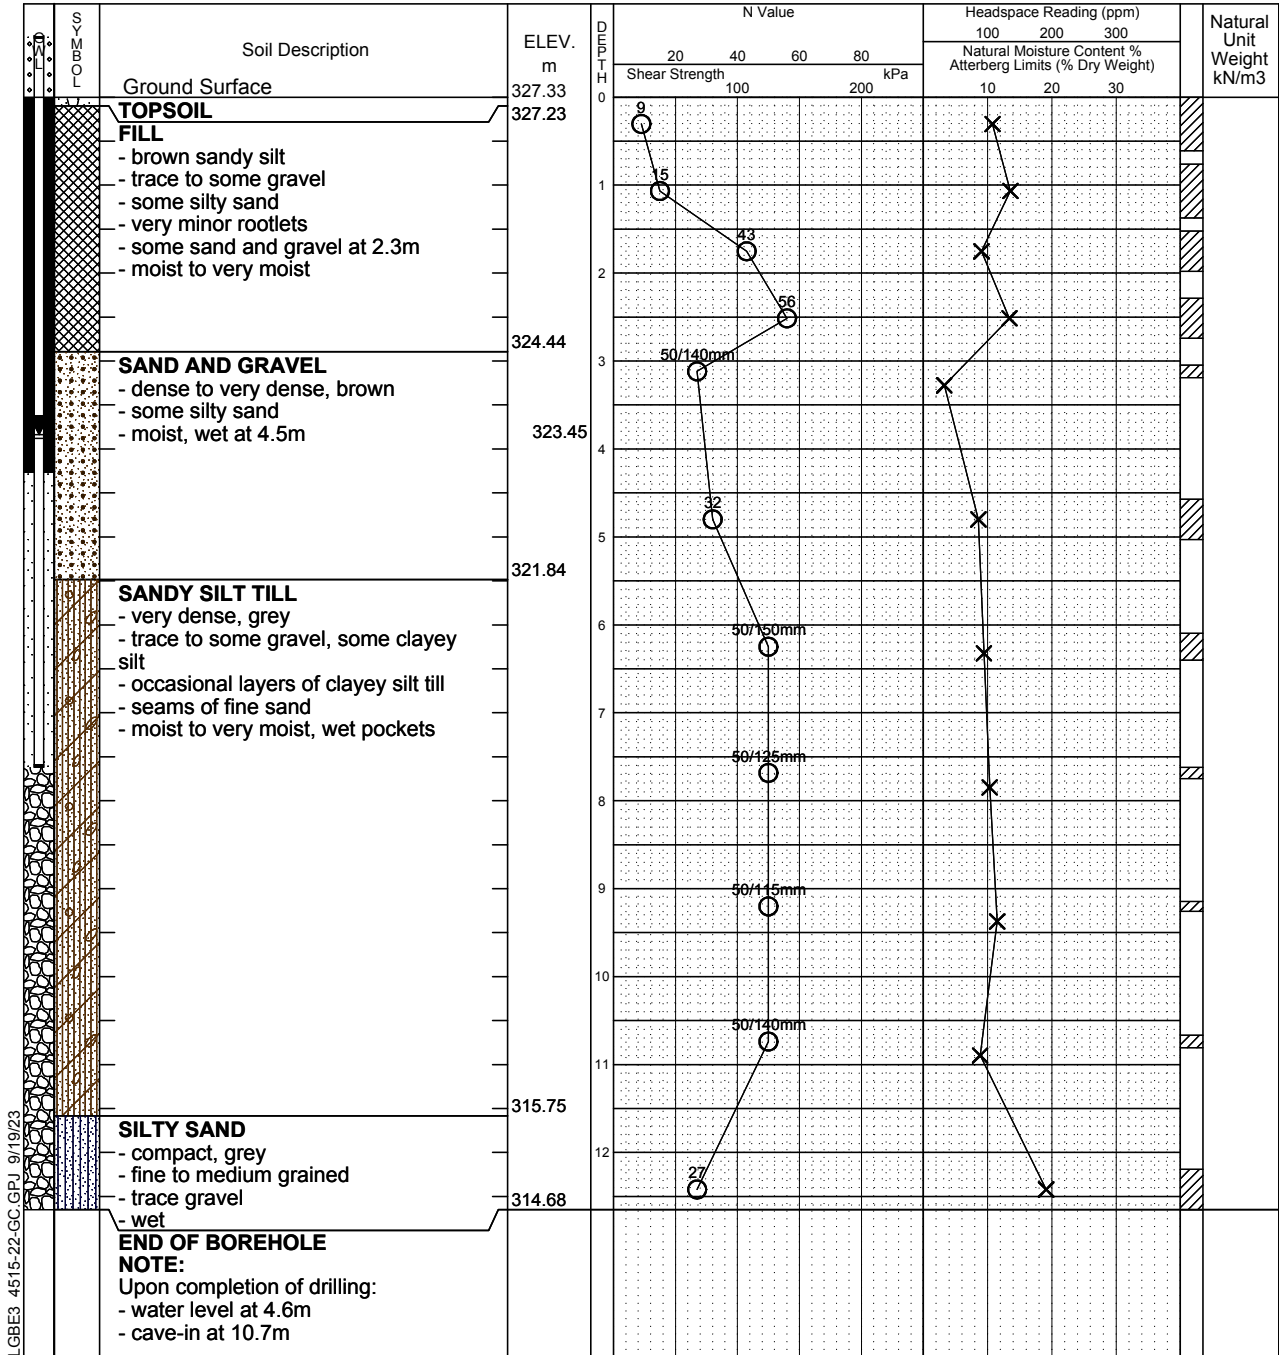 GWL
SYMBOL
Soil Description
Ground Surface
ELEV.
m
327.33
DEPTH
N Value
20 40 60 80
Shear Strength kPa
100 200
Headspace Reading (ppm)
100 200 300
Natural Moisture Content %
Atterberg Limits (% Dry Weight)
10 20 30
Natural
Unit
Weight
kN/m3
0
TOPSOIL
327.23
FILL
- brown sandy silt
- trace to some gravel
- some silty sand
- very minor rootlets
- some sand and gravel at 2.3m
- moist to very moist
324.44
9
15
1
43
2
56
50/140mm
3
SAND AND GRAVEL
- dense to very dense, brown
- some silty sand
- moist, wet at 4.5m
323.45
4
32
5
321.84
SANDY SILT TILL
- very dense, grey
- trace to some gravel, some clayey
silt
- occasional layers of clayey silt till
- seams of fine sand
- moist to very moist, wet pockets
6
50/150mm
7
50/125mm
8
9
50/115mm
10
50/140mm
11
315.75
SILTY SAND
- compact, grey
- fine to medium grained
- trace gravel
- wet
12
27
314.68
END OF BOREHOLE
NOTE:
Upon completion of drilling:
- water level at 4.6m
- cave-in at 10.7m
LGBE3 4515-22-GC.GPJ 9/19/23